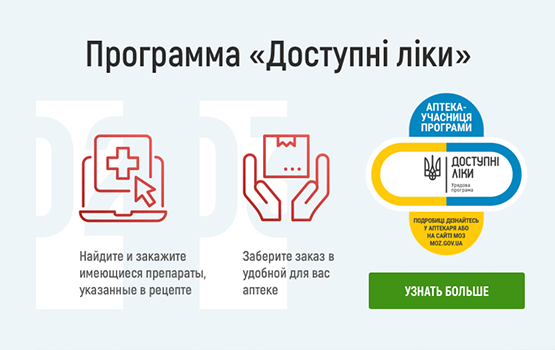 Программа «Доступні ліки»
АПТЕКА-
УЧАСНИЦЯ
ПРОГРАМИ
ДОСТУПНІ
ЛІКИ
Урядова
програма
ПОДРОБИЦІ ДІЗНАЙТЕСЬ
У АПТЕКАРЯ АБО
НА САЙТІ МОЗ
MOZ.GOV.UA
Найдите и закажите
имеющиеся препараты,
указанные в рецепте
Заберите заказ в
удобной для вас
аптеке
УЗНАТЬ БОЛЬШЕ